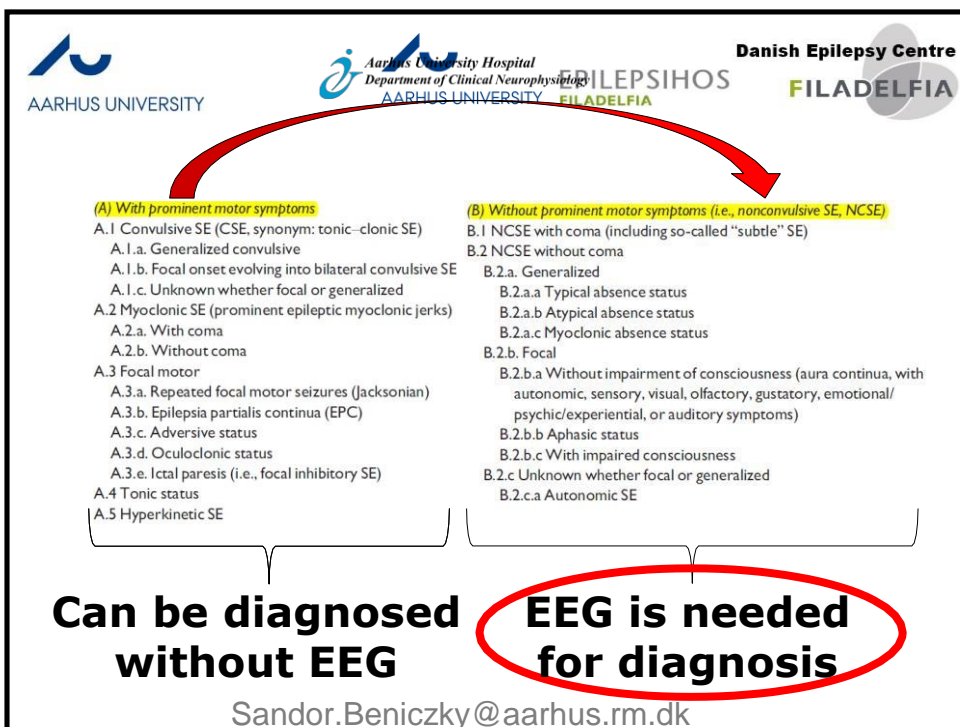 AARHUS UNIVERSITY
Aarhus University Hospital
Department of Clinical Neurophysiology
AARHUS UNIVERSITY
EPILEPSIHOS
FILADELFIA
Danish Epilepsy Centre
FILADELFIA
(A) With prominent motor symptoms
A.1 Convulsive SE (CSE, synonym: tonic–clonic SE)
A.1.a. Generalized convulsive
A.1.b. Focal onset evolving into bilateral convulsive SE
A.1.c. Unknown whether focal or generalized
A.2 Myoclonic SE (prominent epileptic myoclonic jerks)
A.2.a. With coma
A.2.b. Without coma
A.3 Focal motor
A.3.a. Repeated focal motor seizures (Jacksonian)
A.3.b. Epilepsia partialis continua (EPC)
A.3.c. Adversive status
A.3.d. Oculoclonic status
A.3.e. Ictal paresis (i.e., focal inhibitory SE)
A.4 Tonic status
A.5 Hyperkinetic SE
(B) Without prominent motor symptoms (i.e., nonconvulsive SE, NCSE)
B.1 NCSE with coma (including so-called “subtle” SE)
B.2 NCSE without coma
B.2.a. Generalized
B.2.a.a Typical absence status
B.2.a.b Atypical absence status
B.2.a.c Myoclonic absence status
B.2.b. Focal
B.2.b.a Without impairment of consciousness (aura continua, with
autonomic, sensory, visual, olfactory, gustatory, emotional/
psychic/experiential, or auditory symptoms)
B.2.b.b Aphasic status
B.2.b.c With impaired consciousness
B.2.c Unknown whether focal or generalized
B.2.c.a Autonomic SE
Can be diagnosed
without EEG
EEG is needed
for diagnosis
Sandor.Beniczky@aarhus.rm.dk